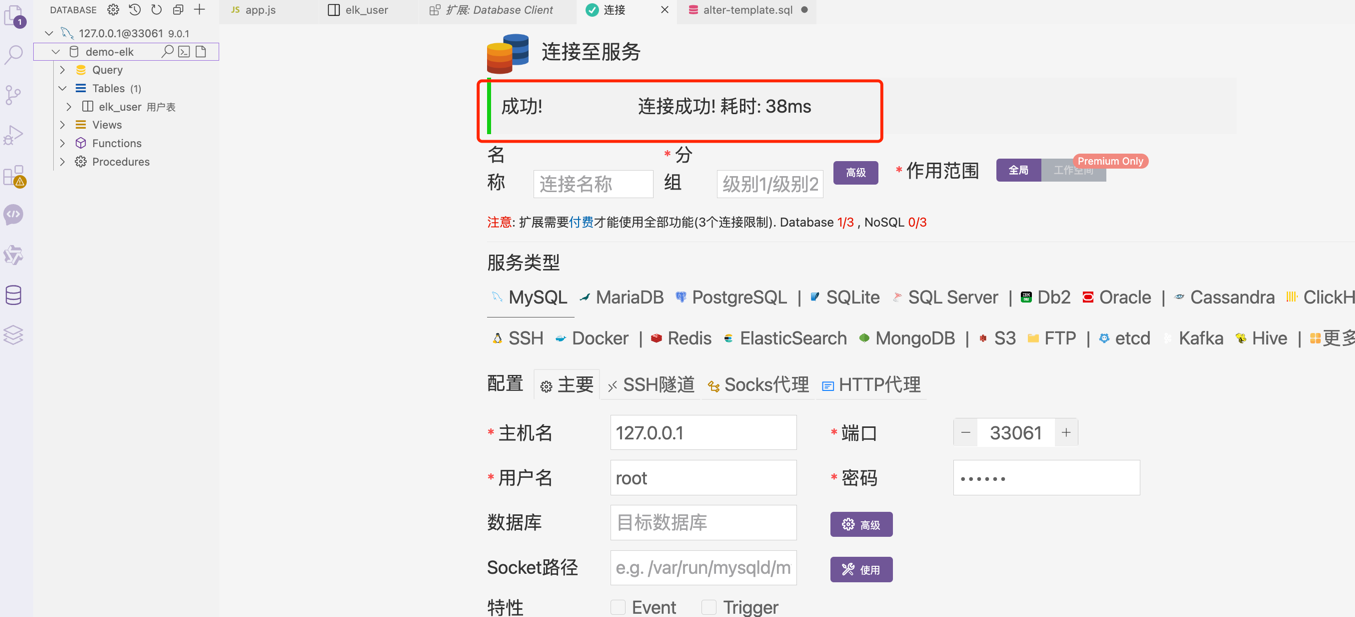 DATABASE
JS app.js
elk_user
扩展: Database Client
连接
alter-template.sql
1
127.0.0.1@33061 9.0.1
demo-elk
Query
Tables (1)
elk_user 用户表
Views
Functions
Procedures
连接至服务
成功! 连接成功! 耗时: 38ms
名称 连接名称 * 分组 级别1/级别2 高级 * 作用范围 全局 工作空间 Premium Only
注意: 扩展需要付费才能使用全部功能(3个连接限制). Database 1/3 , NoSQL 0/3
服务类型
MySQL MariaDB PostgreSQL | SQLite SQL Server | Db2 Oracle | Cassandra ClickH
SSH Docker | Redis ElasticSearch MongoDB | S3 FTP | etcd Kafka Hive | 更多
配置 主要 SSH隧道 Socks代理 HTTP代理
* 主机名 127.0.0.1 * 端口 − 33061 +
* 用户名 root * 密码 ••••••
数据库 目标数据库 高级
Socket路径 e.g. /var/run/mysqld/m 使用
特性 Event Trigger